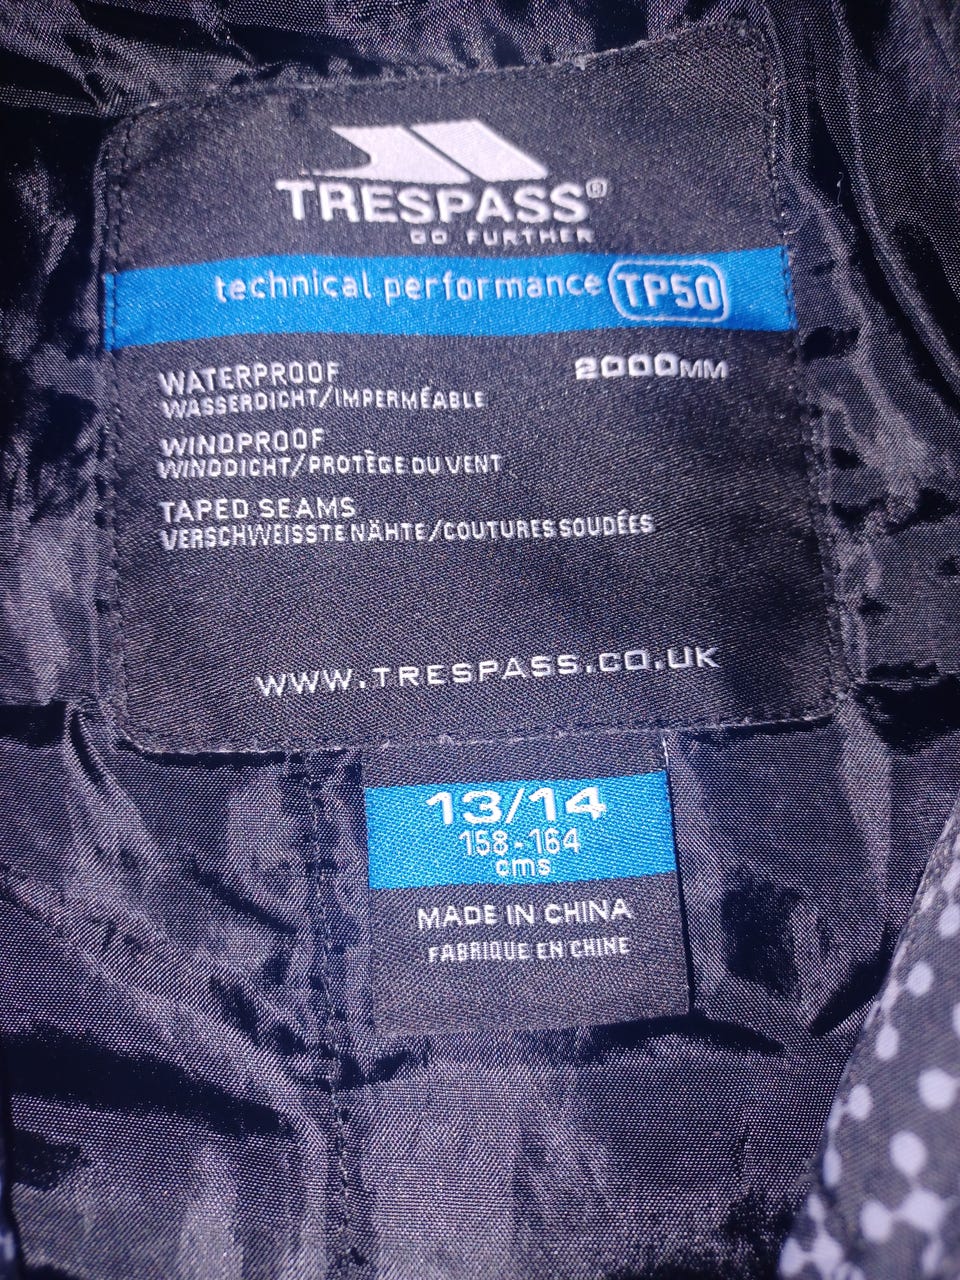 TRESPASS®
GO FURTHER
technical performance TP50
WATERPROOF 2000MM
WASSERDICHT/IMPERMÉABLE
WINDPROOF
WINDDICHT/PROTÈGE DU VENT
TAPED SEAMS
VERSCHWEISSTE NÄHTE/COUTURES SOUDÉES
WWW.TRESPASS.CO.UK
13/14
158-164
cms
MADE IN CHINA
FABRIQUE EN CHINE